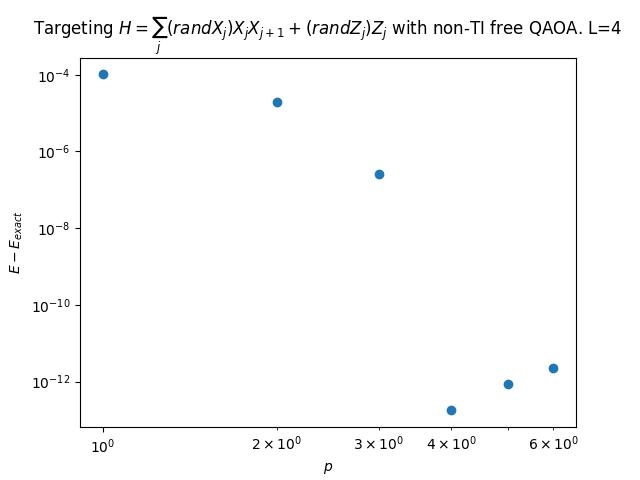 Targeting $H = \sum_j (randX_j)X_jX_{j+1} + (randZ_j)Z_j$ with non-TI free QAOA. L=4
$10^{-4}$
$10^{-6}$
$10^{-8}$
$10^{-10}$
$10^{-12}$
$E - E_{exact}$
$10^0$ $2 \times 10^0$ $3 \times 10^0$ $4 \times 10^0$ $6 \times 10^0$
$p$